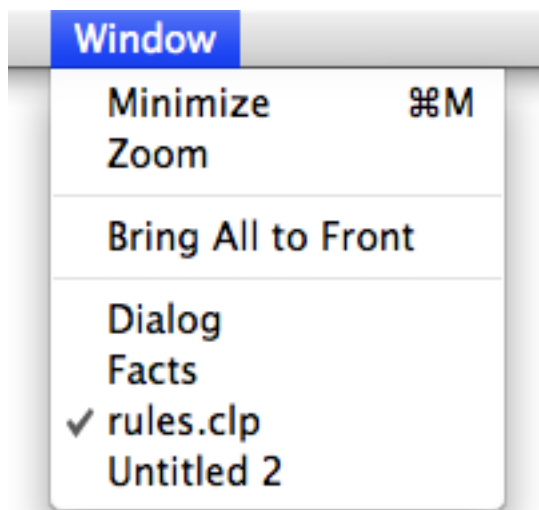 Window
Minimize ⌘M
Zoom
Bring All to Front
Dialog
Facts
✓ rules.clp
Untitled 2